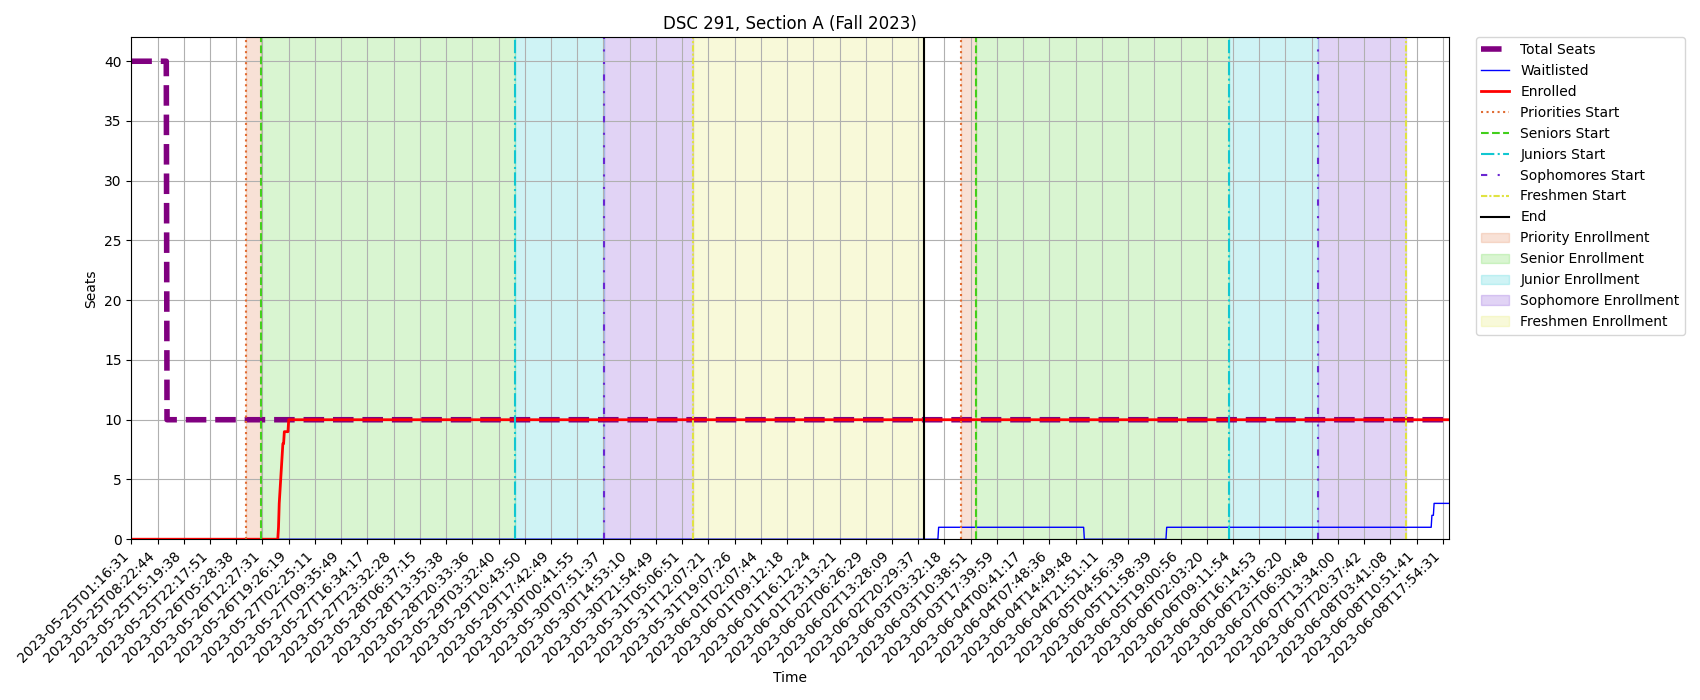 DSC 291, Section A (Fall 2023)
Seats
40
35
30
25
20
15
10
5
0
2023-05-25T01:16:31
2023-05-25T08:22:44
2023-05-25T15:19:38
2023-05-25T22:17:51
2023-05-26T05:28:38
2023-05-26T12:27:31
2023-05-26T19:26:19
2023-05-27T02:25:11
2023-05-27T09:35:49
2023-05-27T16:34:17
2023-05-27T23:32:28
2023-05-28T06:37:15
2023-05-28T13:35:38
2023-05-28T20:33:36
2023-05-29T03:32:40
2023-05-29T10:43:50
2023-05-29T17:42:49
2023-05-30T00:41:55
2023-05-30T07:51:37
2023-05-30T14:53:10
2023-05-30T21:54:49
2023-05-31T05:06:51
2023-05-31T12:07:21
2023-05-31T19:07:26
2023-06-01T02:07:44
2023-06-01T09:12:18
2023-06-01T16:12:24
2023-06-01T23:13:21
2023-06-02T06:26:29
2023-06-02T13:28:09
2023-06-02T20:29:37
2023-06-03T03:32:18
2023-06-03T10:38:51
2023-06-03T17:39:59
2023-06-04T00:41:17
2023-06-04T07:48:36
2023-06-04T14:49:48
2023-06-04T21:51:11
2023-06-05T04:56:39
2023-06-05T11:58:39
2023-06-05T19:00:56
2023-06-06T02:03:20
2023-06-06T09:11:54
2023-06-06T16:14:53
2023-06-06T23:16:20
2023-06-07T06:30:48
2023-06-07T13:34:00
2023-06-07T20:37:42
2023-06-08T03:41:08
2023-06-08T10:51:41
2023-06-08T17:54:31
Time
Total Seats
Waitlisted
Enrolled
Priorities Start
Seniors Start
Juniors Start
Sophomores Start
Freshmen Start
End
Priority Enrollment
Senior Enrollment
Junior Enrollment
Sophomore Enrollment
Freshmen Enrollment